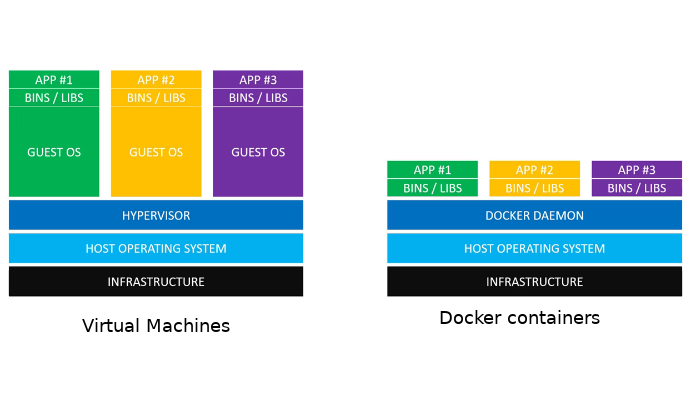 APP #1
BINS / LIBS
GUEST OS
APP #2
BINS / LIBS
GUEST OS
APP #3
BINS / LIBS
GUEST OS
HYPERVISOR
HOST OPERATING SYSTEM
INFRASTRUCTURE
Virtual Machines
APP #1
BINS / LIBS
APP #2
BINS / LIBS
APP #3
BINS / LIBS
DOCKER DAEMON
HOST OPERATING SYSTEM
INFRASTRUCTURE
Docker containers